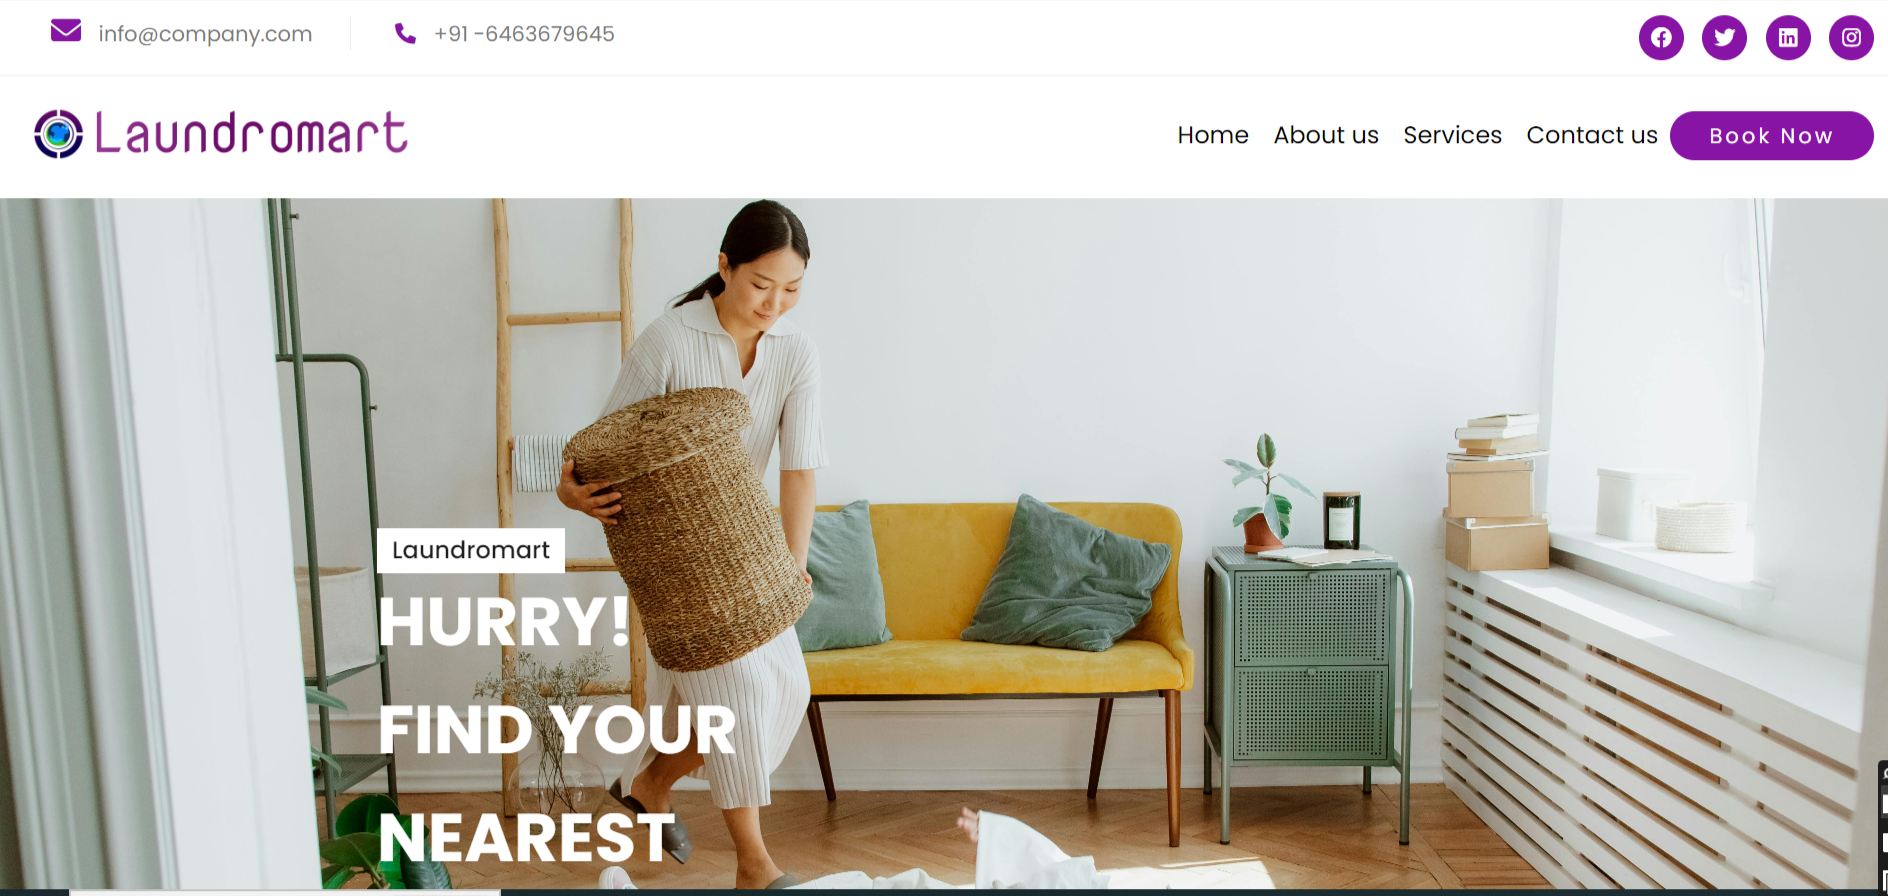 info@company.com
+91 -6463679645
Laundromart
Home About us Services Contact us Book Now
Laundromart
HURRY!
FIND YOUR
NEAREST